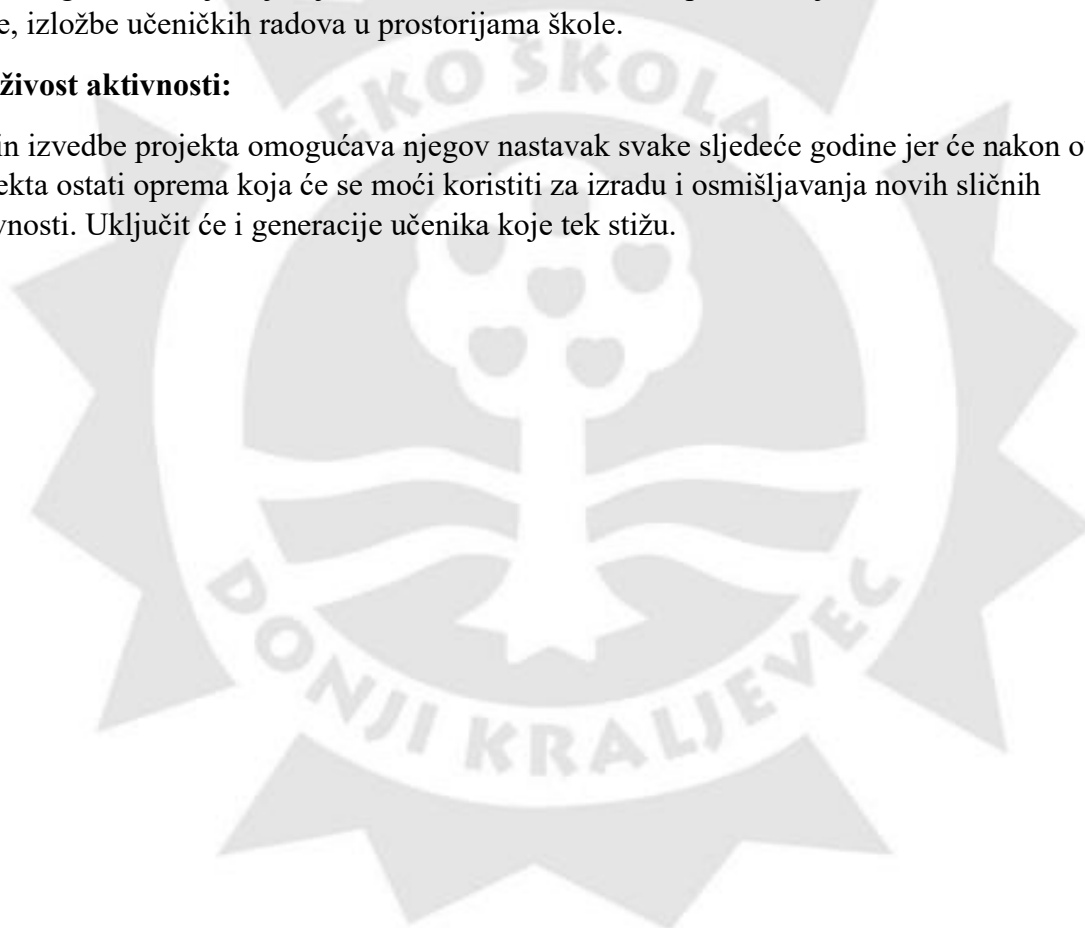 e, izložbe učeničkih radova u prostorijama škole.
živost aktivnosti:
in izvedbe projekta omogućava njegov nastavak svake sljedeće godine jer će nakon o
ekta ostati oprema koja će se moći koristiti za izradu i osmišljavanja novih sličnih
vnosti. Uključit će i generacije učenika koje tek stižu.
EKO ŠKOLA
DONJI KRALJEVEC